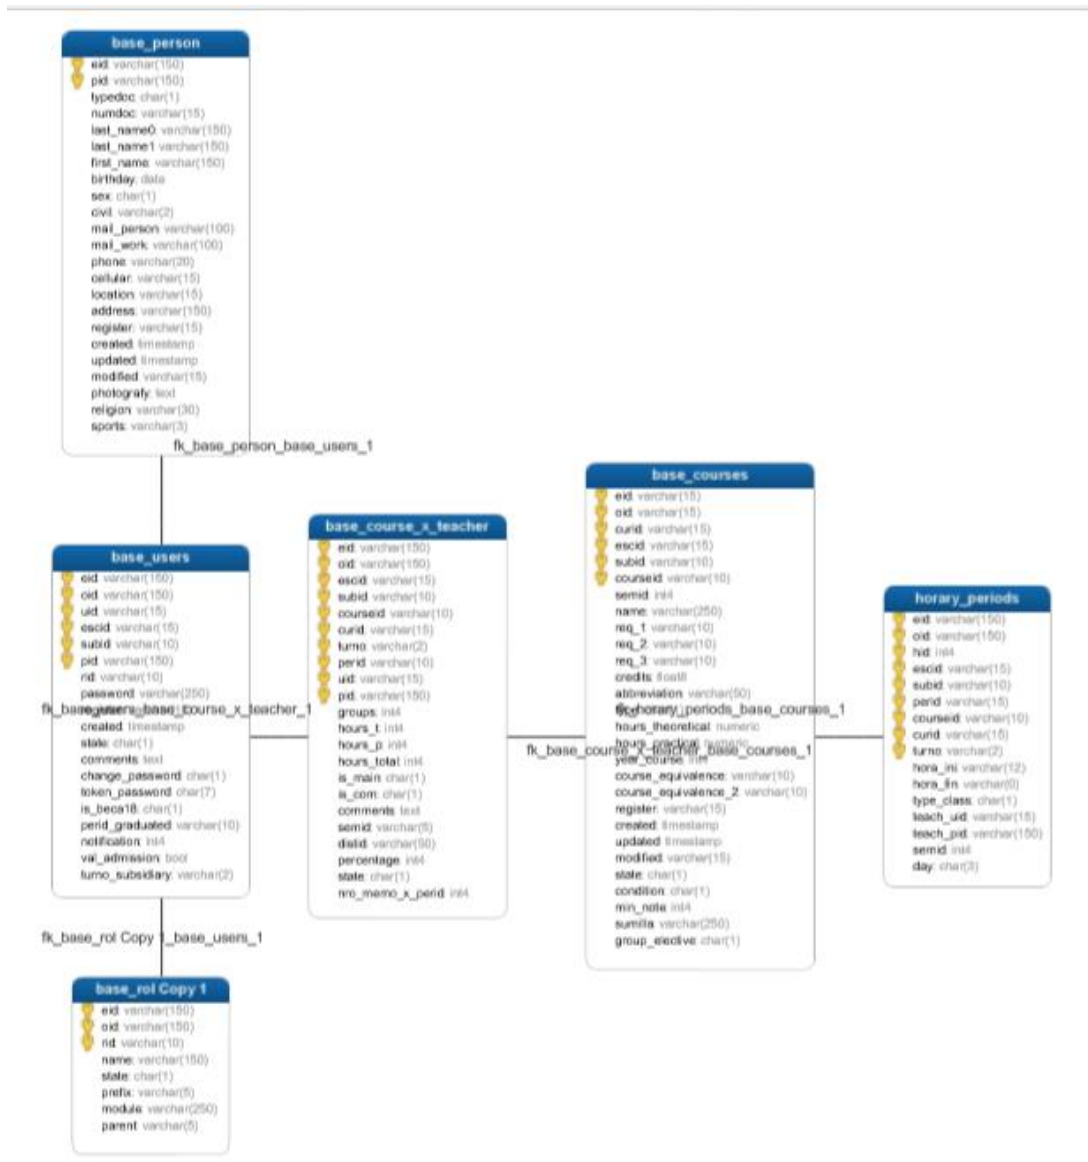 base_person
eid: varchar(150)
pid: varchar(150)
typedoc: char(1)
numdoc: varchar(15)
last_name0: varchar(150)
last_name1: varchar(150)
first_name: varchar(150)
birthday: date
sex: char(1)
civil: varchar(2)
mail_person: varchar(100)
mail_work: varchar(100)
phone: varchar(20)
cellular: varchar(15)
location: varchar(15)
address: varchar(150)
register: varchar(15)
created: timestamp
updated: timestamp
modified: varchar(15)
photografy: text
religion: varchar(30)
sports: varchar(3)
fk_base_person_base_users_1
base_users
eid: varchar(150)
oid: varchar(150)
uid: varchar(15)
escid: varchar(15)
subid: varchar(10)
pid: varchar(150)
rid: varchar(10)
password: varchar(250)
fk_base_users_base_course_x_teacher_1
created: timestamp
state: char(1)
comments: text
change_password: char(1)
token_password: char(7)
is_beca18: char(1)
perid_graduated: varchar(10)
notification: int4
val_admission: bool
turno_subsidiary: varchar(2)
fk_base_rol Copy 1_base_users_1
base_rol Copy 1
eid: varchar(150)
oid: varchar(150)
rid: varchar(10)
name: varchar(150)
state: char(1)
prefix: varchar(5)
module: varchar(250)
parent: varchar(5)
base_course_x_teacher
eid: varchar(150)
oid: varchar(150)
escid: varchar(15)
subid: varchar(10)
courseid: varchar(10)
curid: varchar(15)
turno: varchar(2)
perid: varchar(10)
uid: varchar(15)
pid: varchar(150)
groups: int4
hours_t: int4
hours_p: int4
hours_total: int4
is_main: char(1)
is_com: char(1)
comments: text
semid: varchar(5)
distid: varchar(50)
percentage: int4
state: char(1)
nro_memo_x_perid: int4
fk_base_course_x_teacher_base_courses_1
base_courses
eid: varchar(15)
oid: varchar(15)
curid: varchar(15)
escid: varchar(15)
subid: varchar(10)
courseid: varchar(10)
semid: int4
name: varchar(250)
req_1: varchar(10)
req_2: varchar(10)
req_3: varchar(10)
credits: float8
abbreviation: varchar(50)
fk_horary_periods_base_courses_1
hours_theoretical: numeric
hours_practical: numeric
year_course: int4
course_equivalence: varchar(10)
course_equivalence_2: varchar(10)
register: varchar(15)
created: timestamp
updated: timestamp
modified: varchar(15)
state: char(1)
condition: char(1)
min_note: int4
sumilla: varchar(250)
group_elective: char(1)
horary_periods
eid: varchar(150)
oid: varchar(150)
hid: int4
escid: varchar(15)
subid: varchar(10)
perid: varchar(15)
courseid: varchar(10)
curid: varchar(15)
turno: varchar(2)
hora_ini: varchar(12)
hora_fin: varchar(0)
type_class: char(1)
teach_uid: varchar(15)
teach_pid: varchar(150)
semid: int4
day: char(3)